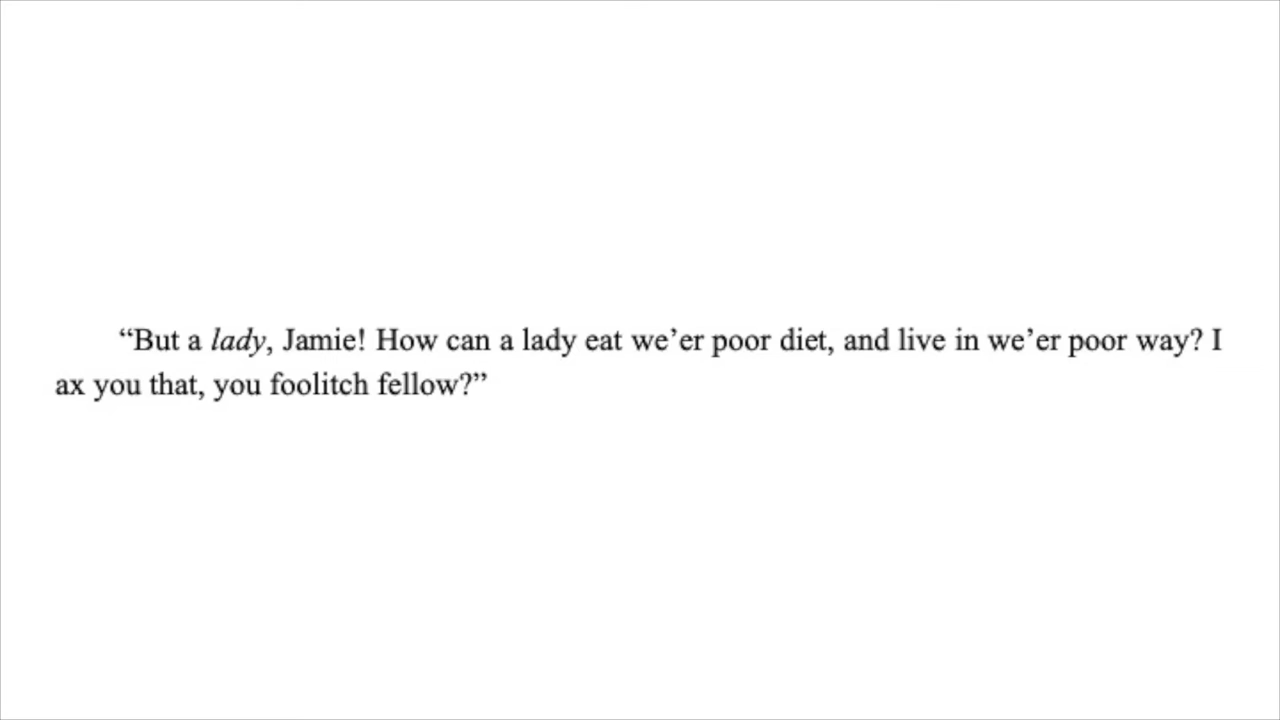 “But a lady, Jamie! How can a lady eat we’er poor diet, and live in we’er poor way? I
ax you that, you foolitch fellow?”